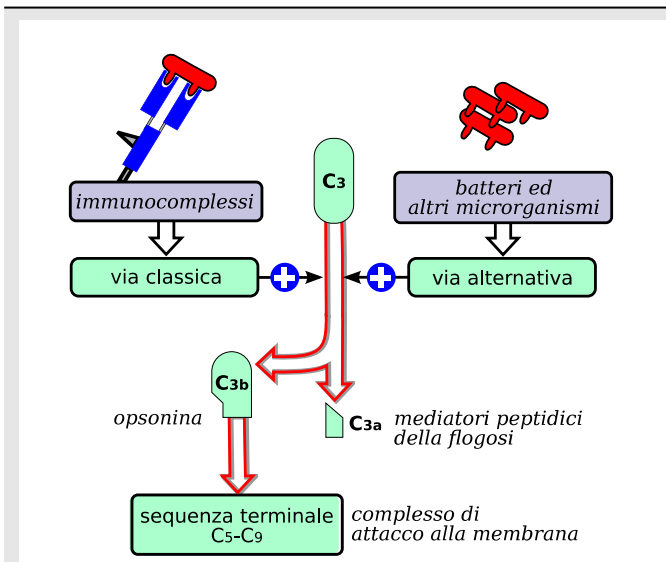 C3
immunocomplessi
batteri ed
altri microrganismi
via classica
via alternativa
C3b
opsonina
C3a
mediatori peptidici
della flogosi
sequenza terminale
C5-C9
complesso di
attacco alla membrana